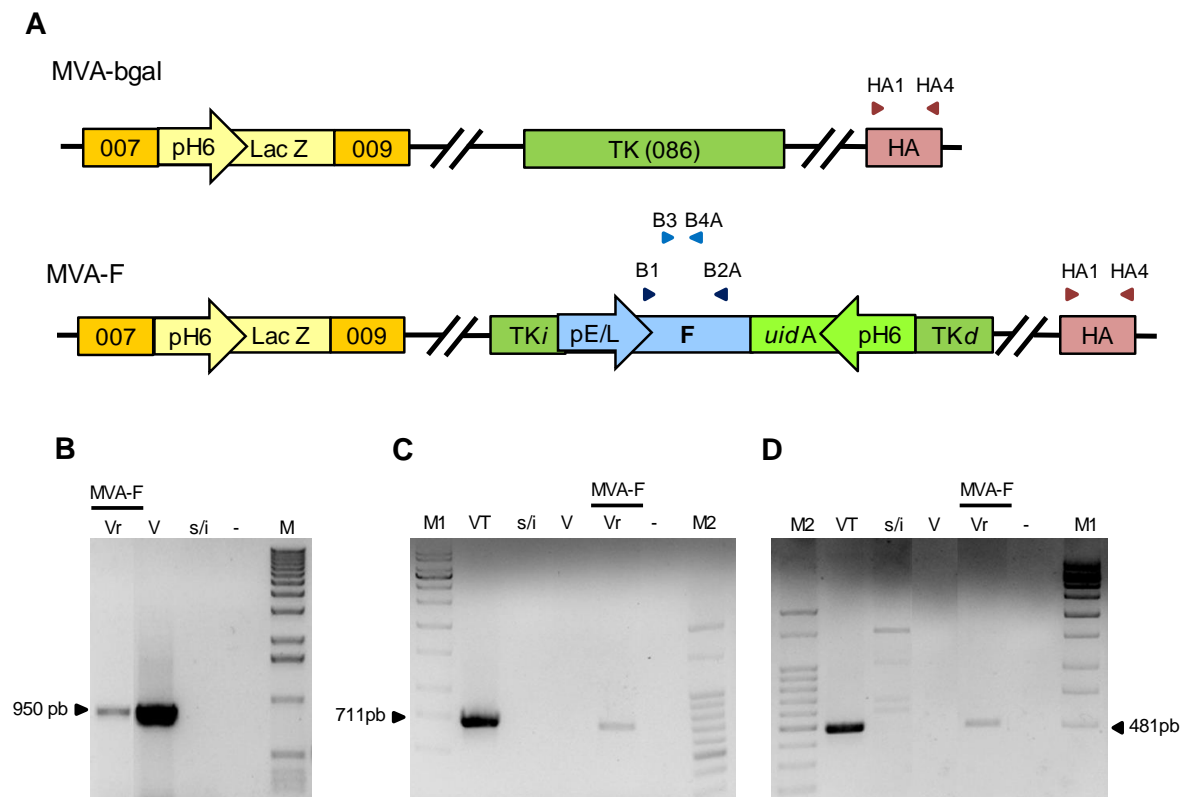 A
MVA-bgal
HA1 HA4
007 pH6 Lac Z 009 TK (086) HA
B3 B4A
MVA-F
B1 B2A
HA1 HA4
007 pH6 Lac Z 009 TKi pE/L F uidA pH6 TKd HA
B
MVA-F
Vr V s/i - M
950 pb
C
MVA-F
M1 VT s/i V Vr - M2
711pb
D
MVA-F
M2 VT s/i V Vr - M1
481pb